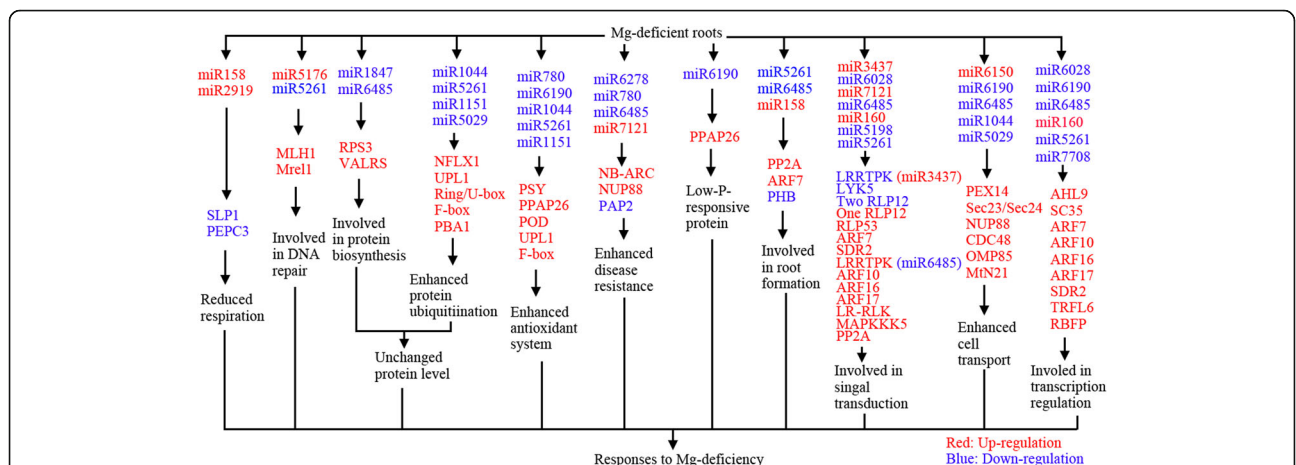 Mg-deficient roots
miR158
miR2919
SLP1
PEPC3
Reduced
respiration
miR5176
miR5261
MLH1
Mrel1
Involved
in DNA
repair
miR1847
miR6485
RPS3
VALRS
Involved
in protein
biosynthesis
miR1044
miR5261
miR1151
miR5029
NFLX1
UPL1
Ring/U-box
F-box
PBA1
Enhanced
protein
ubiquitiination
Unchanged
protein level
miR780
miR6190
miR1044
miR5261
miR1151
PSY
PPAP26
POD
UPL1
F-box
Enhanced
antioxidant
system
miR6278
miR780
miR6485
miR7121
NB-ARC
NUP88
PAP2
Enhanced
disease
resistance
miR6190
PPAP26
Low-P-
responsive
protein
miR5261
miR6485
miR158
PP2A
ARF7
PHB
Involved
in root
formation
miR3437
miR6028
miR7121
miR6485
miR160
miR5198
miR5261
LRRTPK (miR3437)
LYK5
Two RLP12
One RLP12
RLP53
ARF7
SDR2
LRRTPK (miR6485)
ARF10
ARF16
ARF17
LR-RLK
MAPKKK5
PP2A
Involved in
singal
transduction
miR6150
miR6190
miR6485
miR1044
miR5029
PEX14
Sec23/Sec24
NUP88
CDC48
OMP85
MtN21
Enhanced
cell
transport
miR6028
miR6190
miR6485
miR160
miR5261
miR7708
AHL9
SC35
ARF7
ARF10
ARF16
ARF17
SDR2
TRFL6
RBFP
Involed in
transcription
regulation
Responses to Mg-deficiency
Red: Up-regulation
Blue: Down-regulation